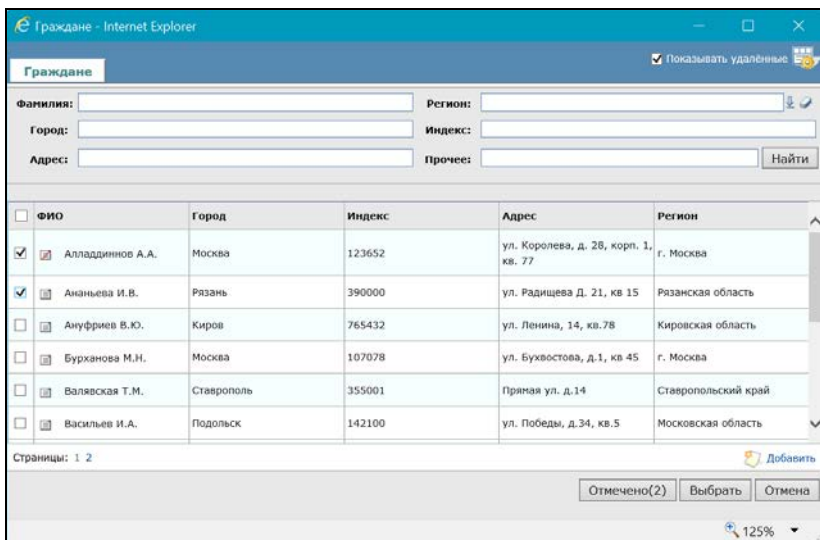 Граждане - Internet Explorer
Граждане
Показывать удалённые
Фамилия: Регион:
Город: Индекс:
Адрес: Прочее: Найти
ФИО Город Индекс Адрес Регион
Алладдиннов А.А. Москва 123652 ул. Королева, д. 28, корп. 1, кв. 77 г. Москва
Ананьева И.В. Рязань 390000 ул. Радищева Д. 21, кв 15 Рязанская область
Ануфриев В.Ю. Киров 765432 ул. Ленина, 14, кв.78 Кировская область
Бурханова М.Н. Москва 107078 ул. Бухвостова, д.1, кв 45 г. Москва
Валявская Т.М. Ставрополь 355001 Прямая ул. д.14 Ставропольский край
Васильев И.А. Подольск 142100 ул. Победы, д.34, кв.5 Московская область
Страницы: 1 2 Добавить
Отмечено(2) Выбрать Отмена
125%